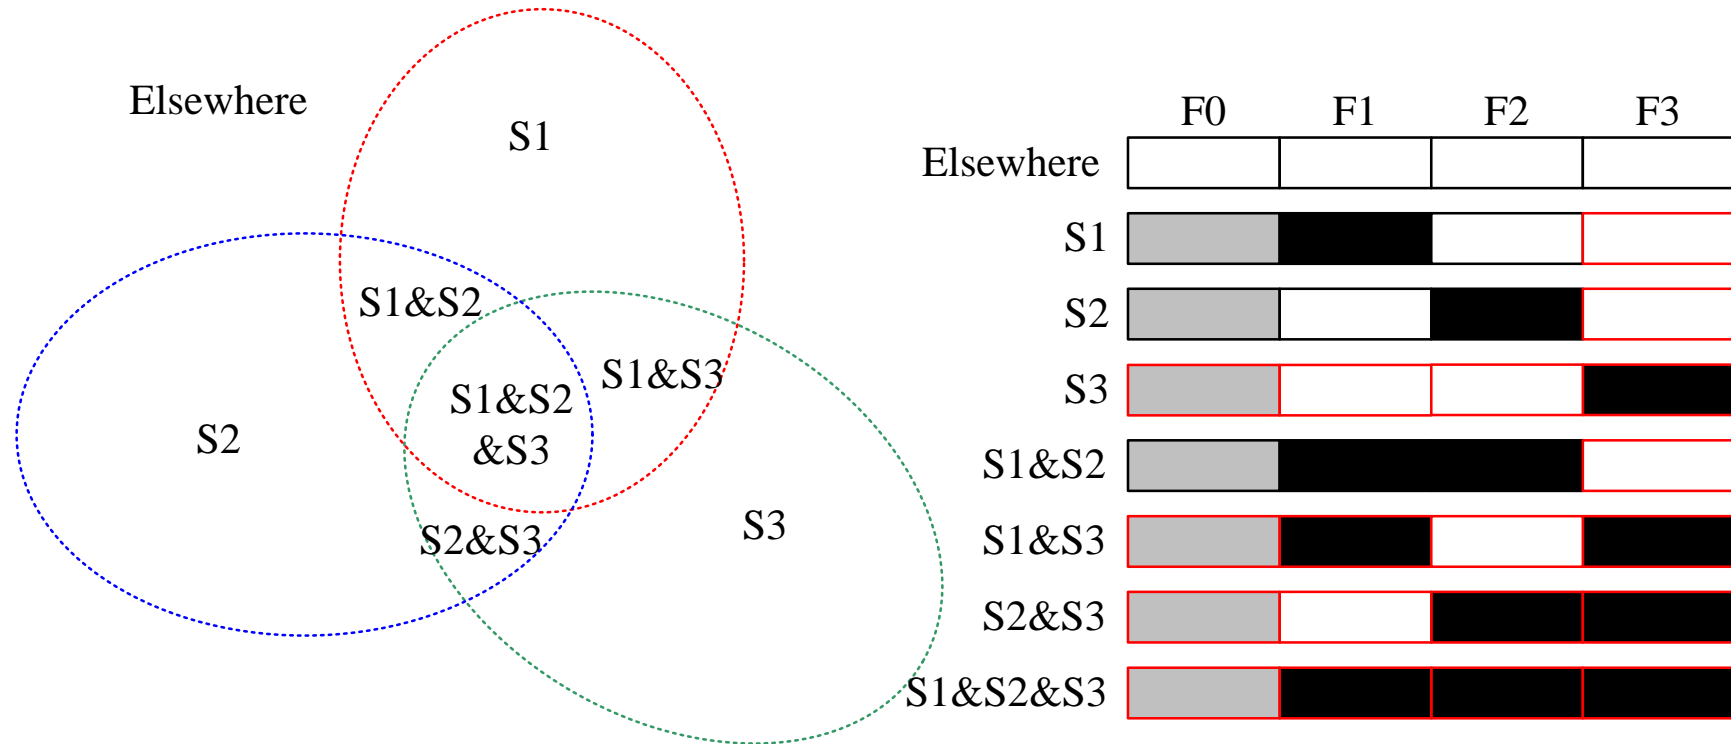 Elsewhere
S1
S1&S2
S1&S3
S1&S2
&S3
S2
S3
S2&S3
F0 F1 F2 F3
Elsewhere
S1
S2
S3
S1&S2
S1&S3
S2&S3
S1&S2&S3